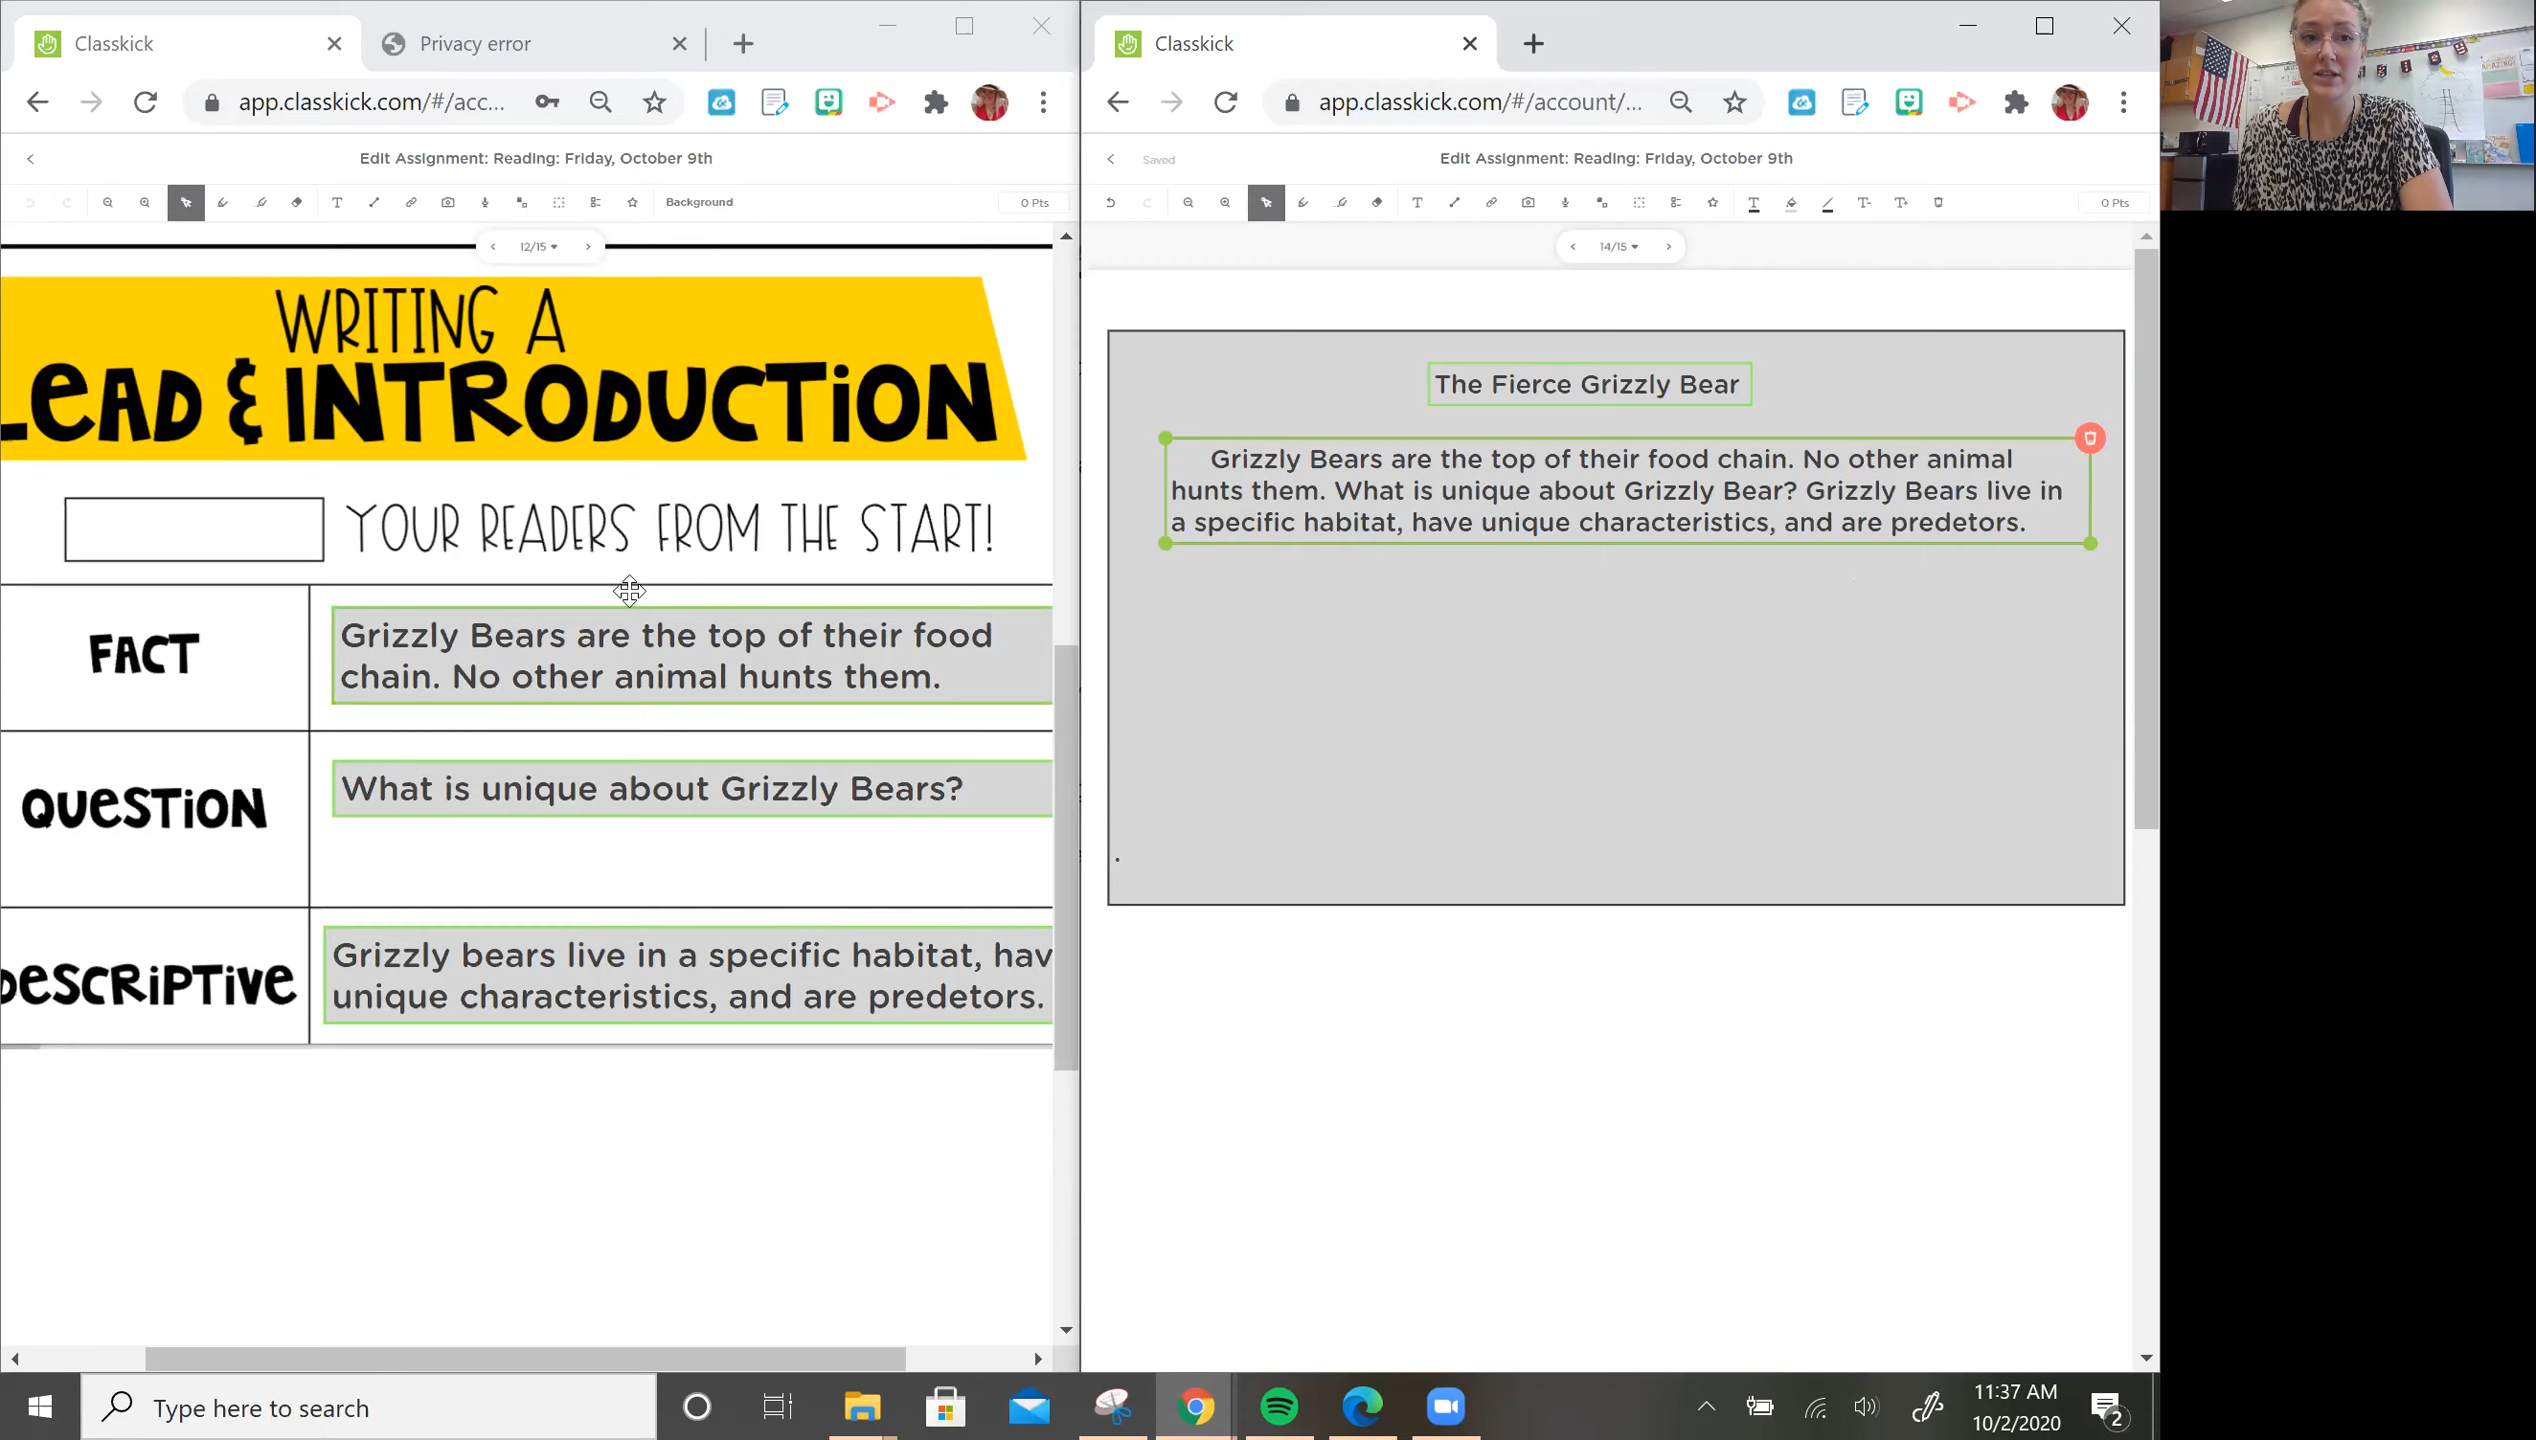 Classkick
Privacy error
app.classkick.com/#/acc...
Edit Assignment: Reading: Friday, October 9th
Background
0 Pts
12/15
WRITING A
LEAD & INTRODUCTION
YOUR READERS FROM THE START!
FACT
Grizzly Bears are the top of their food
chain. No other animal hunts them.
QUESTION
What is unique about Grizzly Bears?
DESCRIPTIVE
Grizzly bears live in a specific habitat, hav
unique characteristics, and are predetors.
Classkick
app.classkick.com/#/account/...
Saved
Edit Assignment: Reading: Friday, October 9th
0 Pts
14/15
The Fierce Grizzly Bear
Grizzly Bears are the top of their food chain. No other animal
hunts them. What is unique about Grizzly Bear? Grizzly Bears live in
a specific habitat, have unique characteristics, and are predetors.
Type here to search
11:37 AM
10/2/2020
2